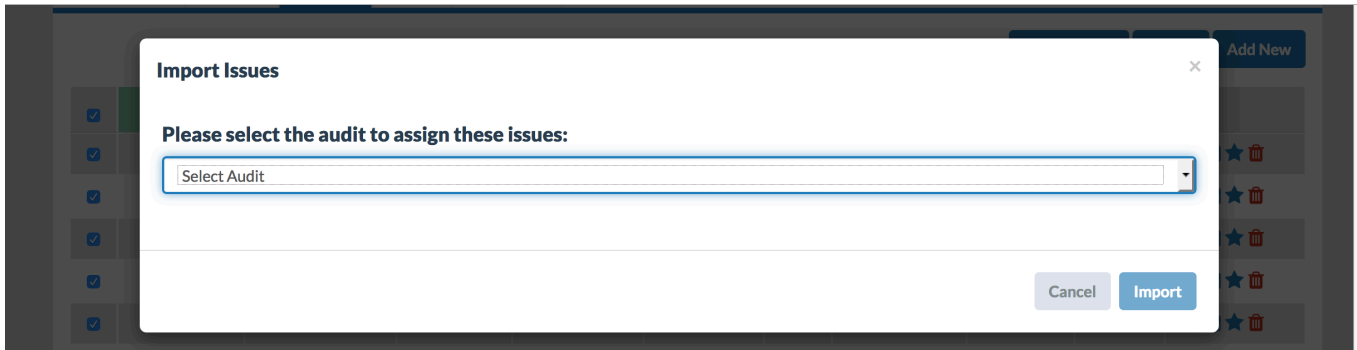 Add New
Import Issues
×
Please select the audit to assign these issues:
Select Audit
Cancel
Import